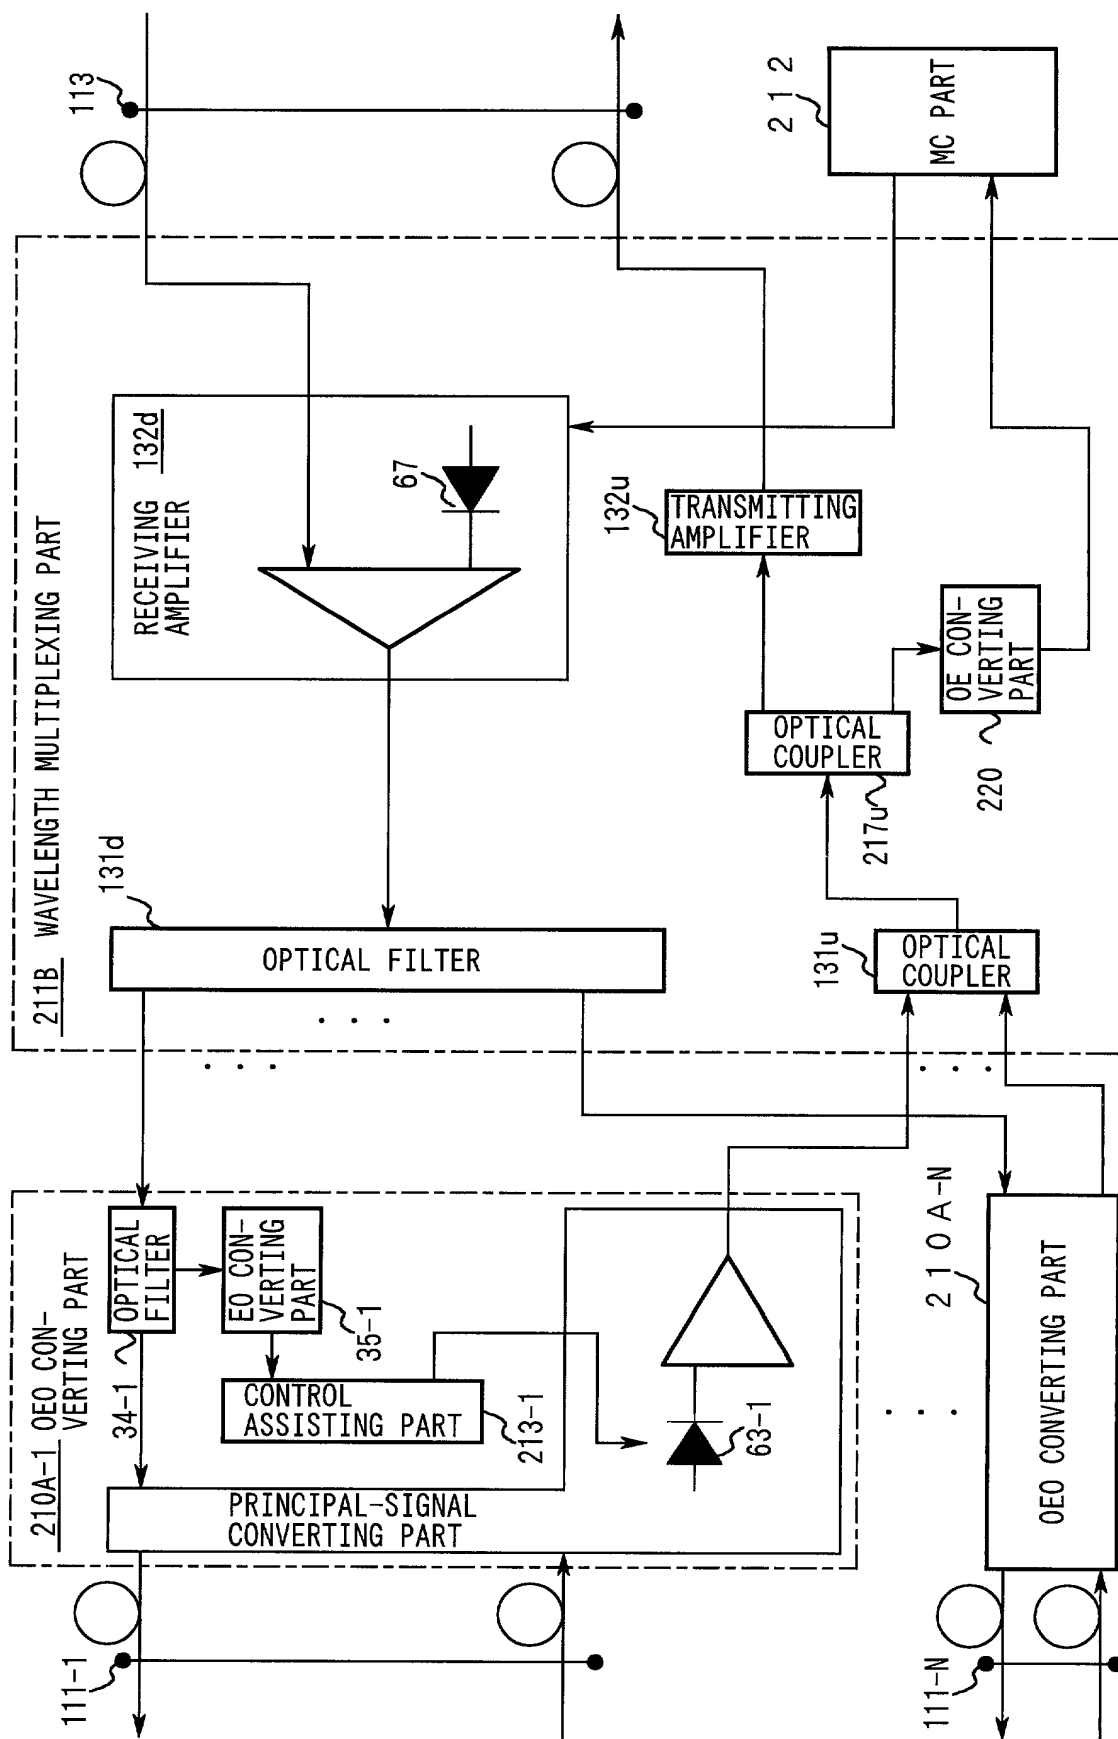 210A-1 OEO CON-
VERTING PART
34-1
OPTICAL
FILTER
EO CON-
VERTING
PART
35-1
CONTROL
ASSISTING PART
213-1
PRINCIPAL-SIGNAL
CONVERTING PART
63-1
111-1
210A-N
OEO CONVERTING PART
111-N
211B WAVELENGTH MULTIPLEXING PART
131d
OPTICAL FILTER
RECEIVING
AMPLIFIER 132d
67
131u
OPTICAL
COUPLER
OPTICAL
COUPLER
217u
132u
TRANSMITTING
AMPLIFIER
OE CON-
VERTING
PART
220
113
212
MC PART